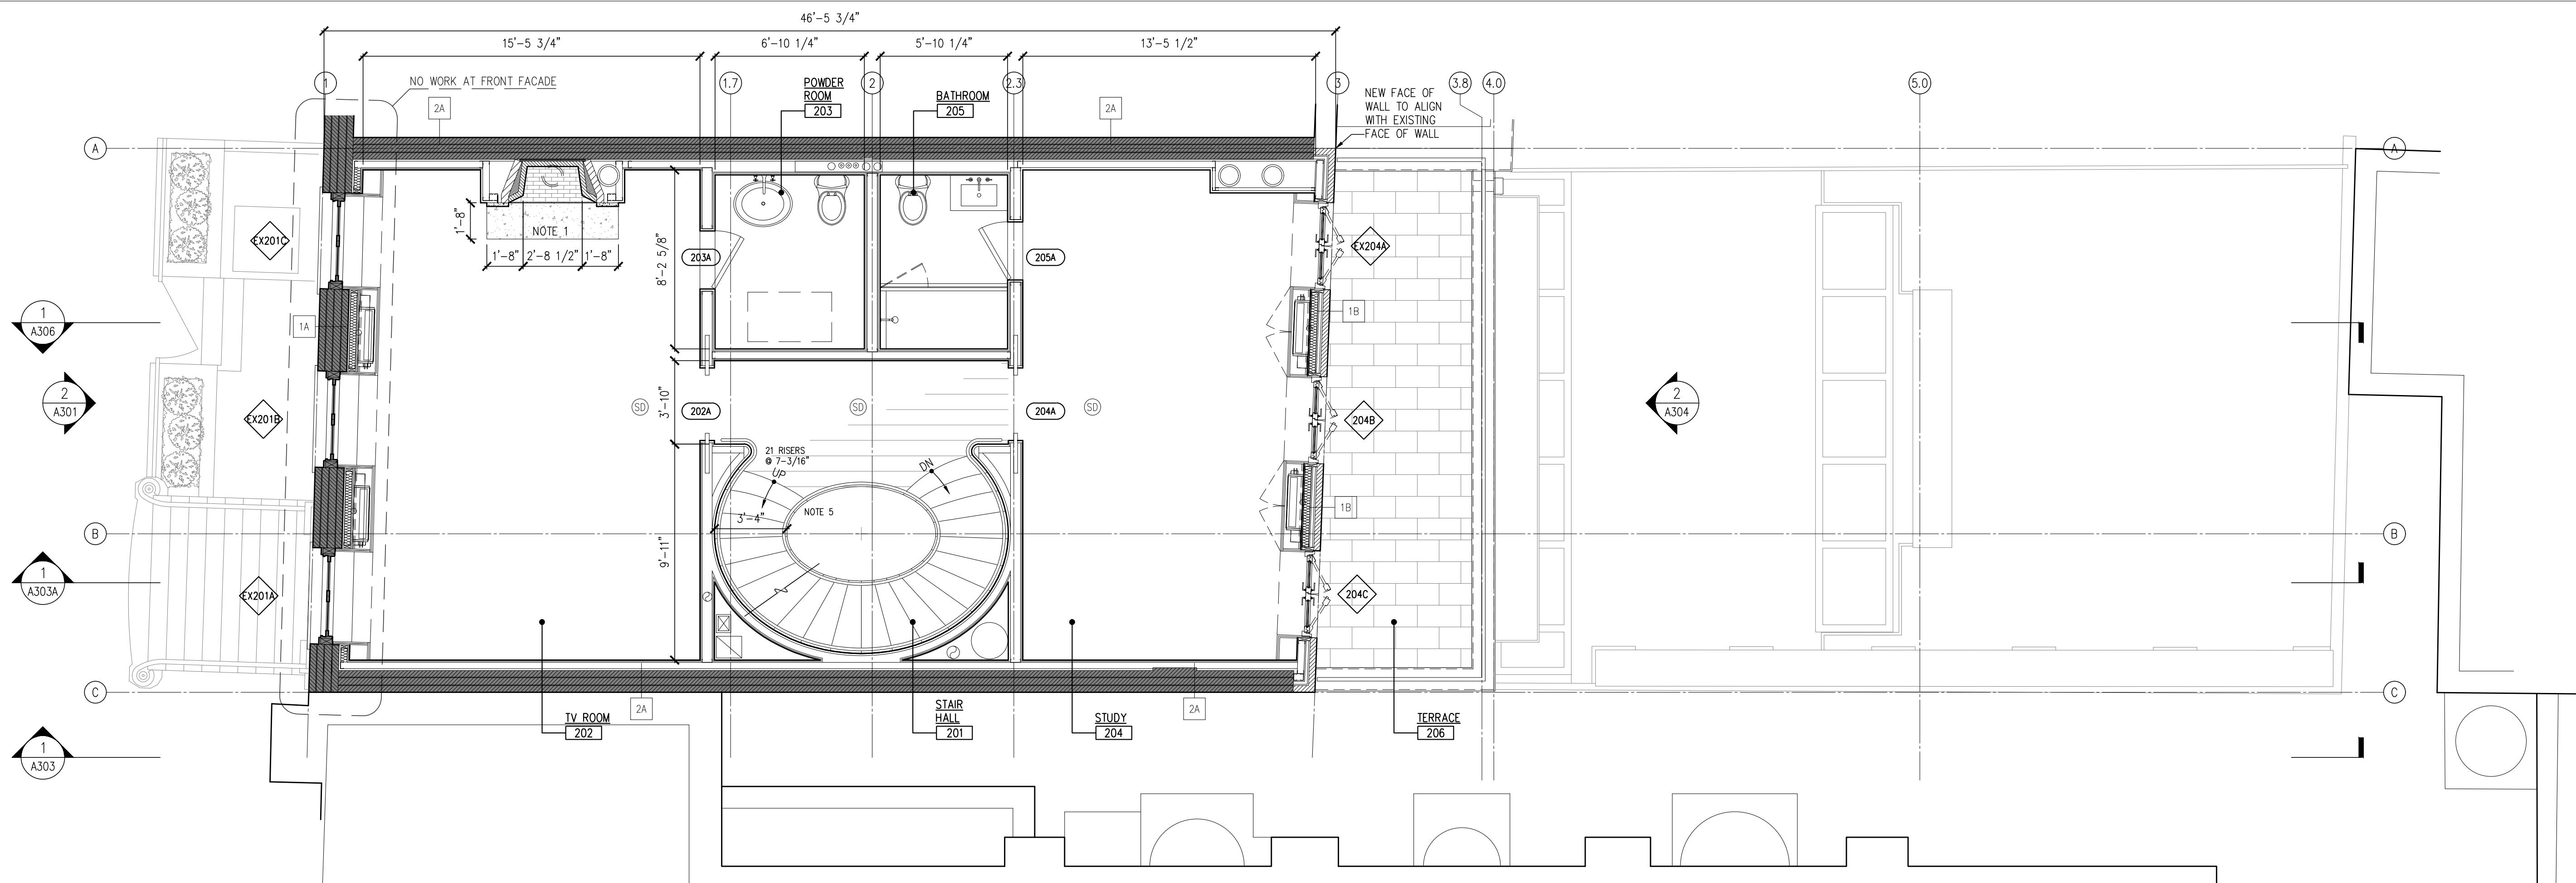 46'-5 3/4"
15'-5 3/4"
6'-10 1/4"
5'-10 1/4"
13'-5 1/2"
1
1.7
2
2.3
3
3.8
4.0
5.0
NO WORK AT FRONT FACADE
POWDER
ROOM
203
BATHROOM
205
NEW FACE OF
WALL TO ALIGN
WITH EXISTING
FACE OF WALL
2A
2A
A
A
1'-8"
NOTE 1
1'-8"
2'-8 1/2"
1'-8"
8'-2 5/8"
203A
205A
EX201C
EX204A
1
A306
1A
1B
2
A301
EX201B
3'-10"
SD
202A
SD
204A
SD
204B
2
A304
21 RISERS
@ 7-3/16"
UP
DN
3'-4"
NOTE 5
1B
B
B
9'-11"
1
A303A
EX201A
204C
C
C
2A
2A
TV ROOM
202
STAIR
HALL
201
STUDY
204
TERRACE
206
1
A303